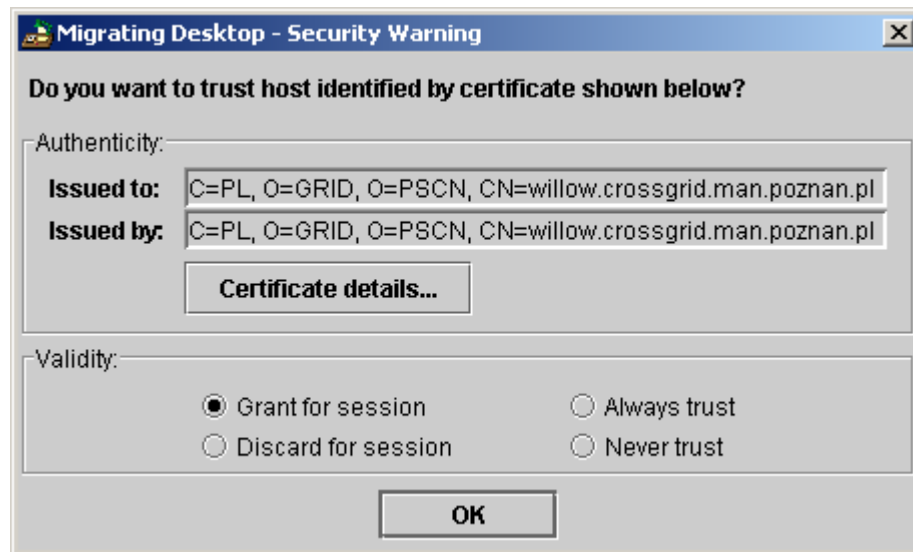 Migrating Desktop - Security Warning
Do you want to trust host identified by certificate shown below?
Authenticity:
Issued to: C=PL, O=GRID, O=PSCN, CN=willow.crossgrid.man.poznan.pl
Issued by: C=PL, O=GRID, O=PSCN, CN=willow.crossgrid.man.poznan.pl
Certificate details...
Validity:
Grant for session Always trust
Discard for session Never trust
OK